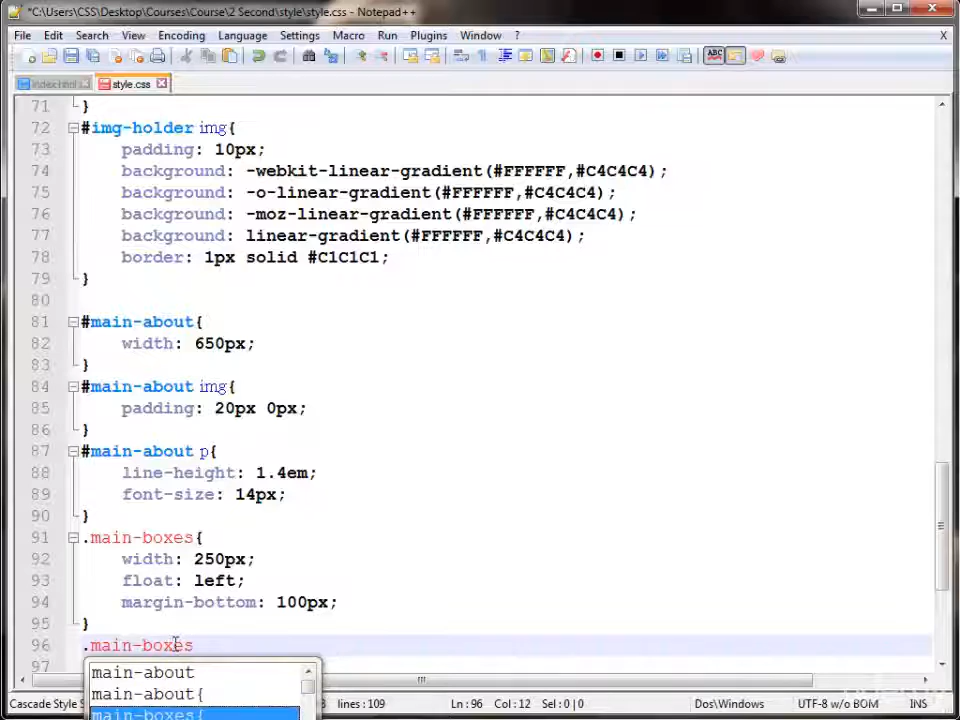 *C:\Users\CSS\Desktop\Courses\Course\2 Second\style\style.css - Notepad++
File Edit Search View Encoding Language Settings Macro Run Plugins Window ? X
index.html style.css
71 }
72 #img-holder img{
73 padding: 10px;
74 background: -webkit-linear-gradient(#FFFFFF,#C4C4C4);
75 background: -o-linear-gradient(#FFFFFF,#C4C4C4);
76 background: -moz-linear-gradient(#FFFFFF,#C4C4C4);
77 background: linear-gradient(#FFFFFF,#C4C4C4);
78 border: 1px solid #C1C1C1;
79 }
80
81 #main-about{
82 width: 650px;
83 }
84 #main-about img{
85 padding: 20px 0px;
86 }
87 #main-about p{
88 line-height: 1.4em;
89 font-size: 14px;
90 }
91 .main-boxes{
92 width: 250px;
93 float: left;
94 margin-bottom: 100px;
95 }
96 .main-boxes
97
main-about
main-about{
main-boxes{
Cascade Style S lines : 109 Ln : 96 Col : 12 Sel : 0 | 0 Dos\Windows UTF-8 w/o BOM INS